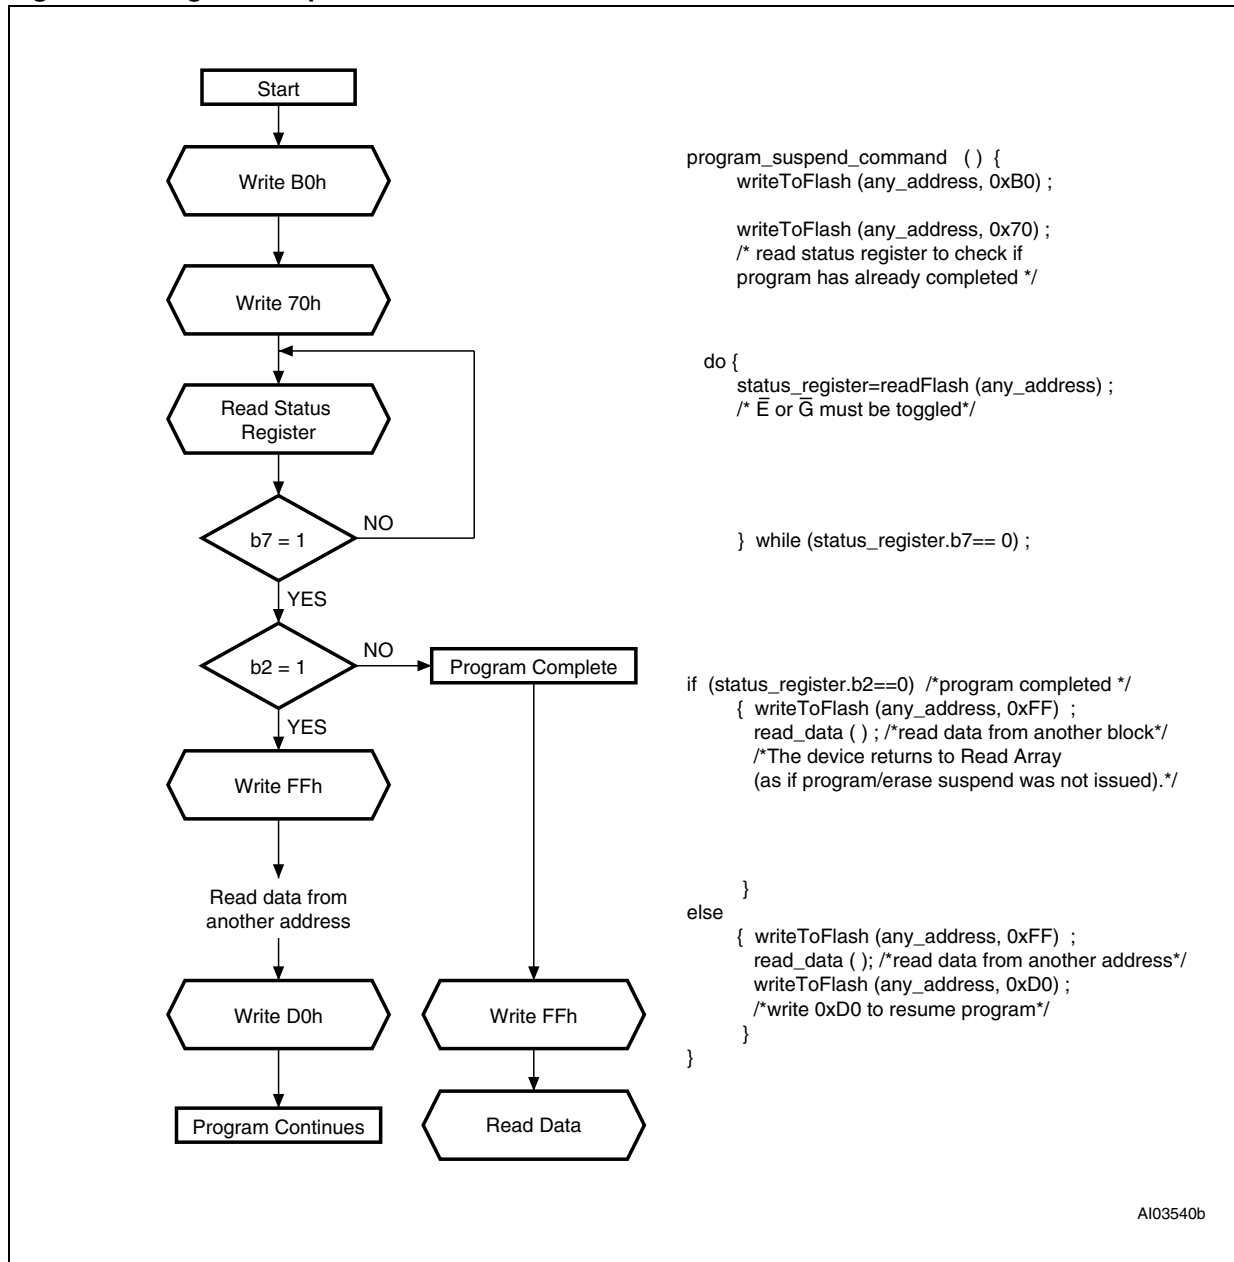 Start
Write B0h
Write 70h
Read Status
Register
b7 = 1
NO
YES
b2 = 1
NO
Program Complete
YES
Write FFh
Read data from
another address
Write D0h
Write FFh
Program Continues
Read Data
program_suspend_command ( ) {
writeToFlash (any_address, 0xB0) ;
writeToFlash (any_address, 0x70) ;
/* read status register to check if
program has already completed */
do {
status_register=readFlash (any_address) ;
/* E̅ or G̅ must be toggled*/
} while (status_register.b7== 0) ;
if (status_register.b2==0) /*program completed */
{ writeToFlash (any_address, 0xFF) ;
read_data ( ) ; /*read data from another block*/
/*The device returns to Read Array
(as if program/erase suspend was not issued).*/
}
else
{ writeToFlash (any_address, 0xFF) ;
read_data ( ); /*read data from another address*/
writeToFlash (any_address, 0xD0) ;
/*write 0xD0 to resume program*/
}
}
AI03540b